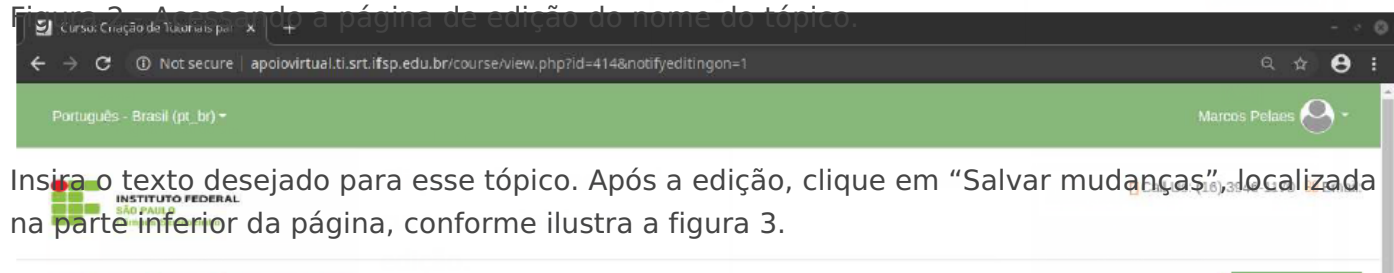 Figura 2 - Acessando a página de edição do nome do tópico.
Curso: Criação de Tutoriais par
Not secure | apoiovirtual.ti.srt.ifsp.edu.br/course/view.php?id=414&notifyeditingon=1
Português - Brasil (pt_br)
Marcos Pelaes
Insira o texto desejado para esse tópico. Após a edição, clique em “Salvar mudanças”, localizada
INSTITUTO FEDERAL
SÃO PAULO
na parte inferior da página, conforme ilustra a figura 3.